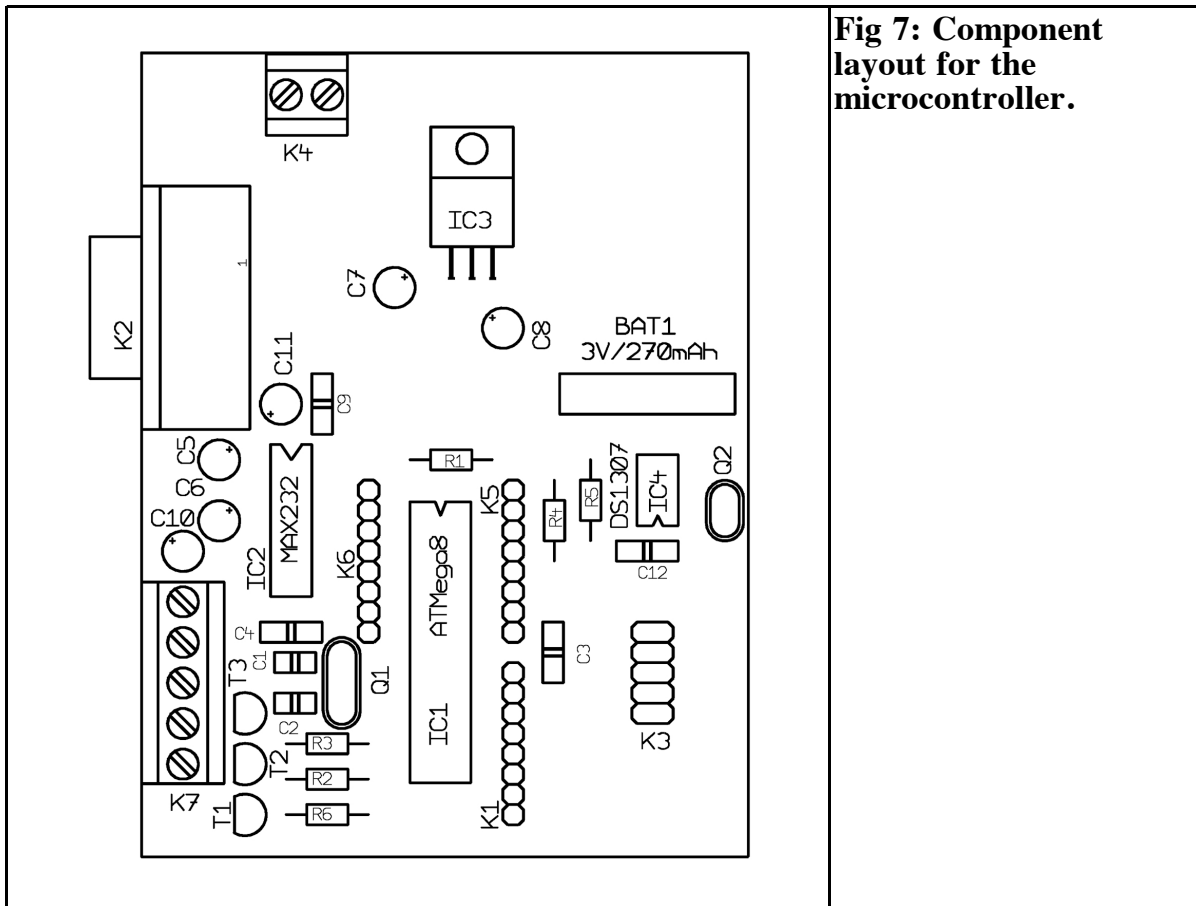 Fig 7: Component
layout for the
microcontroller.
K4
IC3
1
K2
C7
C8
BAT1
3V/270mAh
C11
C9
C5
C6
C10
R1
IC2
MAX232
K6
K5
R4
R5
DS1307
IC4
Q2
C12
ATMega8
IC1
C4
C1
T3
C2
Q1
C3
R3
T2
R2
K7
T1
R6
K1
K3